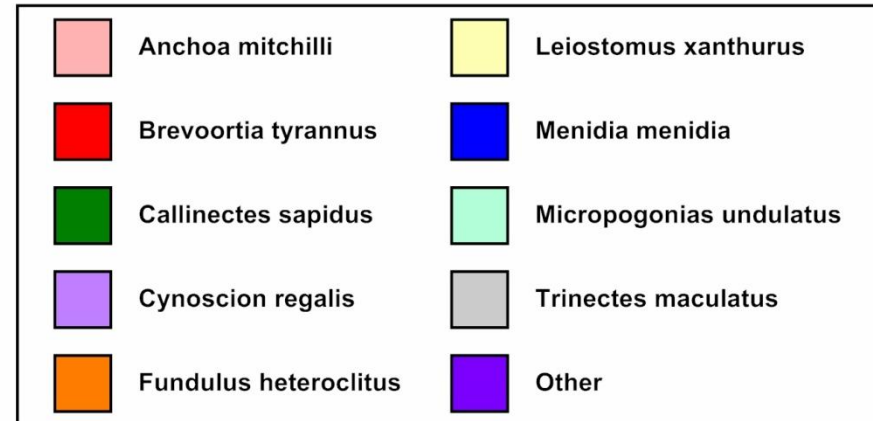 Anchoa mitchilli
Leiostomus xanthurus
Brevoortia tyrannus
Menidia menidia
Callinectes sapidus
Micropogonias undulatus
Cynoscion regalis
Trinectes maculatus
Fundulus heteroclitus
Other